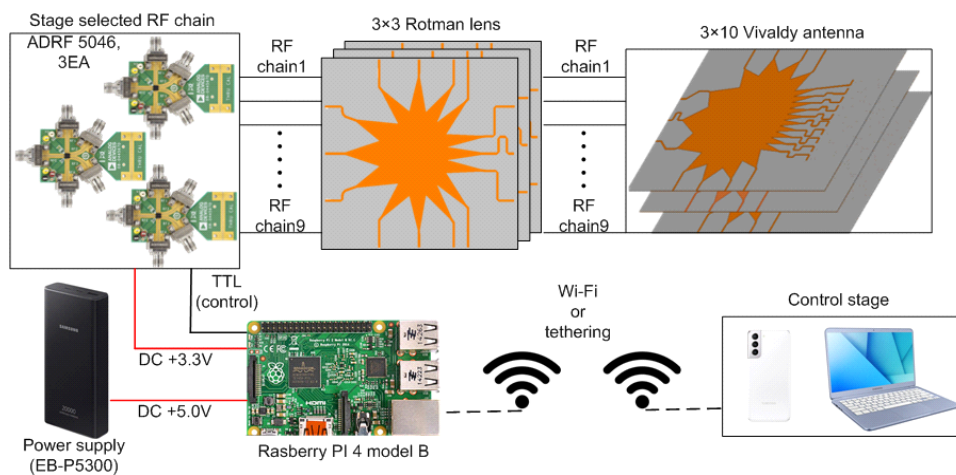 Stage selected RF chain
ADRF 5046,
3EA
3×3 Rotman lens
3×10 Vivaldy antenna
RF
chain1
RF
chain9
RF
chain1
RF
chain9
TTL
(control)
DC +3.3V
DC +5.0V
SAMSUNG
Power supply
(EB-P5300)
HDMI
Rasberry PI 4 model B
Wi-Fi
or
tethering
Control stage